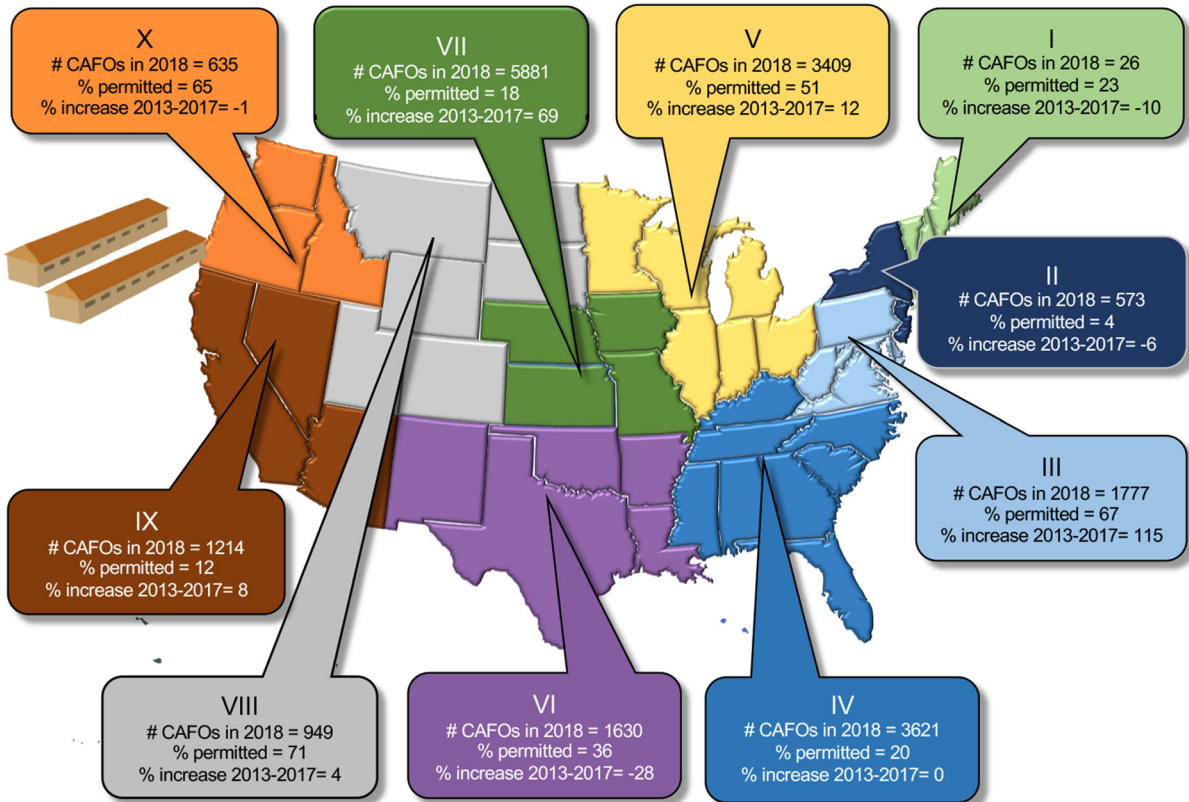 X
# CAFOs in 2018 = 635
% permitted = 65
% increase 2013-2017= -1
VII
# CAFOs in 2018 = 5881
% permitted = 18
% increase 2013-2017= 69
V
# CAFOs in 2018 = 3409
% permitted = 51
% increase 2013-2017= 12
I
# CAFOs in 2018 = 26
% permitted = 23
% increase 2013-2017= -10
II
# CAFOs in 2018 = 573
% permitted = 4
% increase 2013-2017= -6
III
# CAFOs in 2018 = 1777
% permitted = 67
% increase 2013-2017= 115
IX
# CAFOs in 2018 = 1214
% permitted = 12
% increase 2013-2017= 8
VIII
# CAFOs in 2018 = 949
% permitted = 71
% increase 2013-2017= 4
VI
# CAFOs in 2018 = 1630
% permitted = 36
% increase 2013-2017= -28
IV
# CAFOs in 2018 = 3621
% permitted = 20
% increase 2013-2017= 0